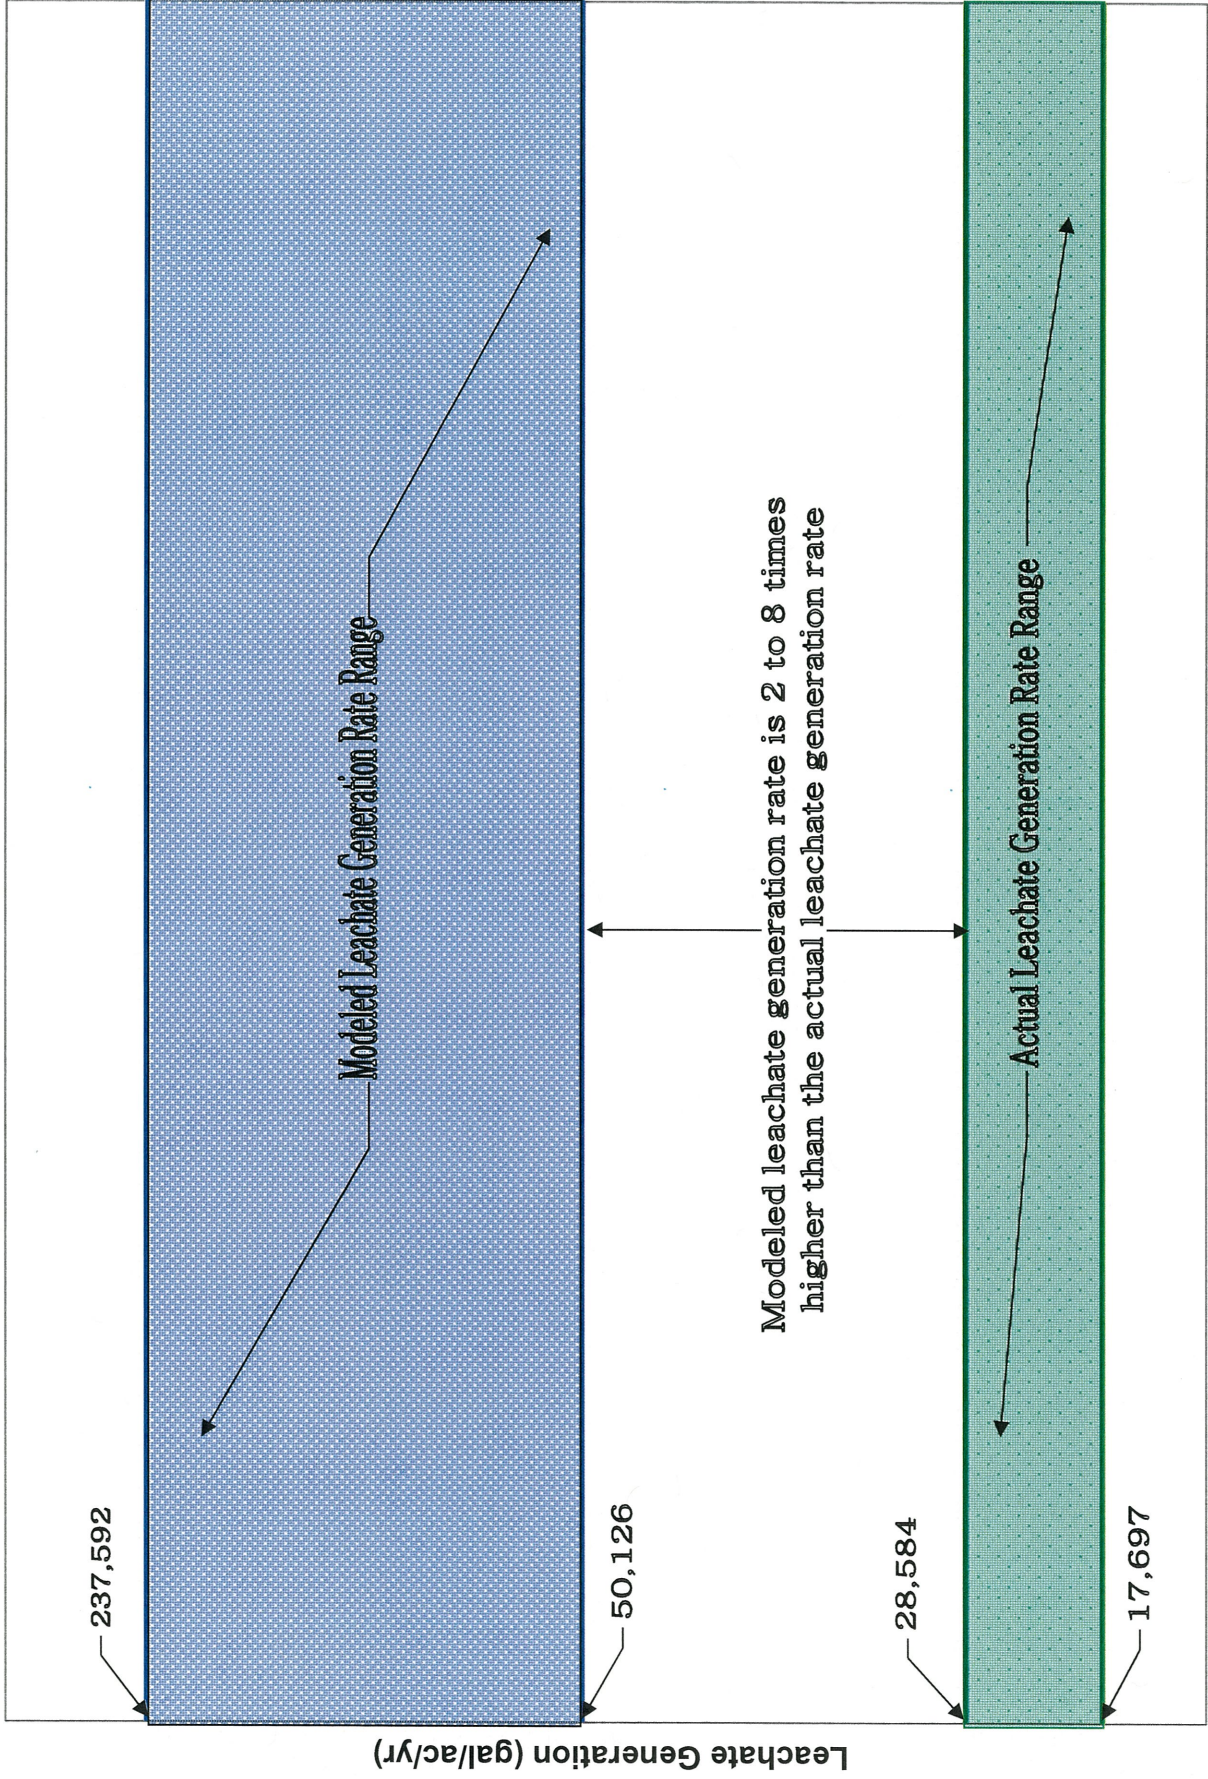 Leachate Generation (gal/ac/yr)
237,592
Modeled Leachate Generation Rate Range
50,126
Modeled leachate generation rate is 2 to 8 times
higher than the actual leachate generation rate
28,584
Actual Leachate Generation Rate Range
17,697